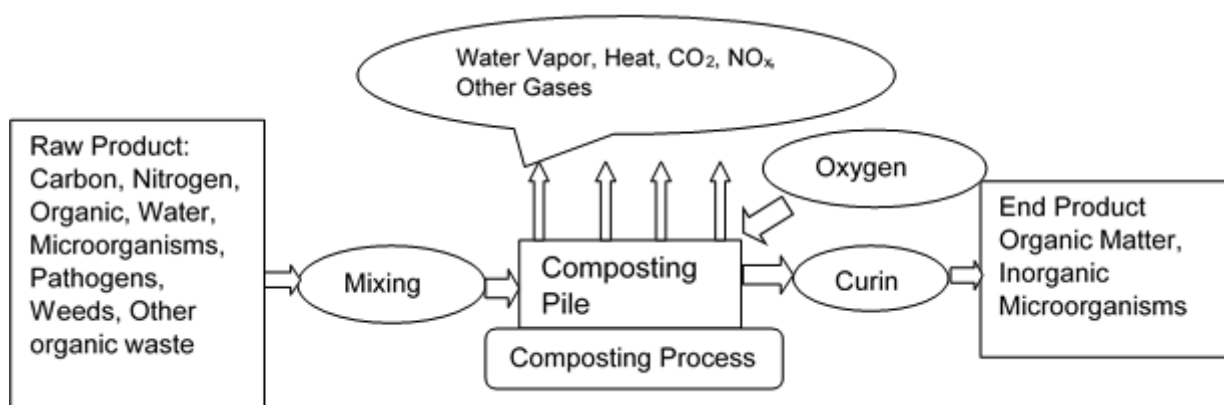 Water Vapor, Heat, CO₂, NOₓ,
Other Gases
Raw Product:
Carbon, Nitrogen,
Organic, Water,
Microorganisms,
Pathogens,
Weeds, Other
organic waste
Mixing
Composting
Pile
Composting Process
Oxygen
Curin
End Product
Organic Matter,
Inorganic
Microorganisms